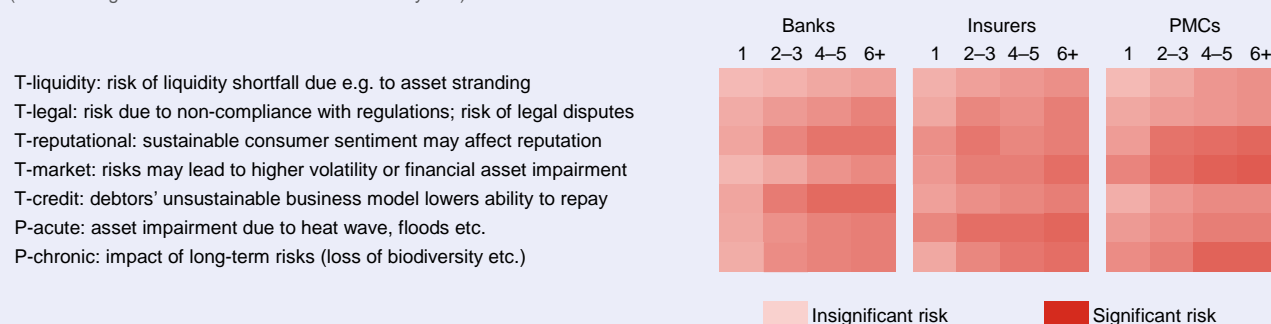 Banks Insurers PMCs
1 2–3 4–5 6+ 1 2–3 4–5 6+ 1 2–3 4–5 6+
T-liquidity: risk of liquidity shortfall due e.g. to asset stranding
T-legal: risk due to non-compliance with regulations; risk of legal disputes
T-reputational: sustainable consumer sentiment may affect reputation
T-market: risks may lead to higher volatility or financial asset impairment
T-credit: debtors’ unsustainable business model lowers ability to repay
P-acute: asset impairment due to heat wave, floods etc.
P-chronic: impact of long-term risks (loss of biodiversity etc.)
Insignificant risk Significant risk